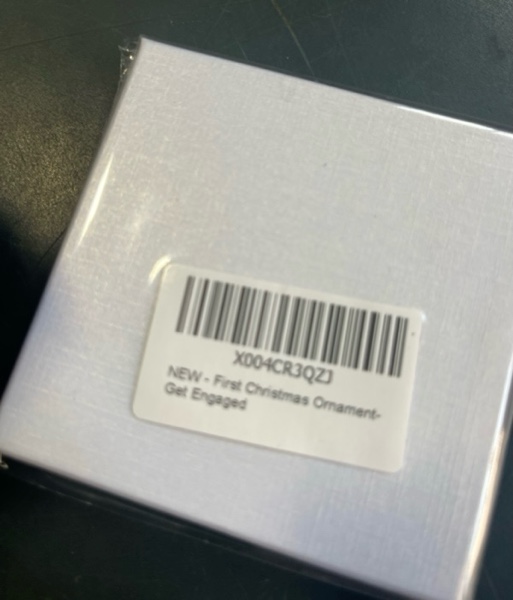 X004CR3QZJ
NEW - First Christmas Ornament-
Get Engaged